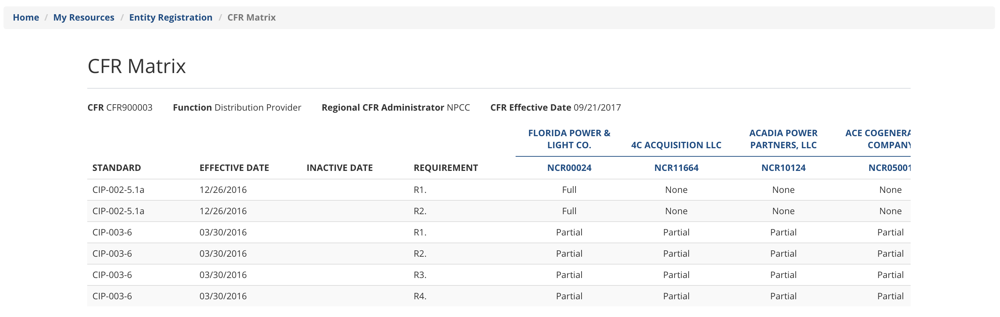 Home / My Resources / Entity Registration / CFR Matrix
CFR Matrix
CFR CFR900003 Function Distribution Provider Regional CFR Administrator NPCC CFR Effective Date 09/21/2017
FLORIDA POWER & ACADIA POWER ACE
LIGHT CO. 4C ACQUISITION LLC PARTNERS, LLC COMPANY
STANDARD EFFECTIVE DATE INACTIVE DATE REQUIREMENT NCR00024 NCR11664 NCR10124 NCR05001
CIP-002-5.1a 12/26/2016 R1. Full None None None
CIP-002-5.1a 12/26/2016 R2. Full None None None
CIP-003-6 03/30/2016 R1. Partial Partial Partial Partial
CIP-003-6 03/30/2016 R2. Partial Partial Partial Partial
CIP-003-6 03/30/2016 R3. Partial Partial Partial Partial
CIP-003-6 03/30/2016 R4. Partial Partial Partial Partial